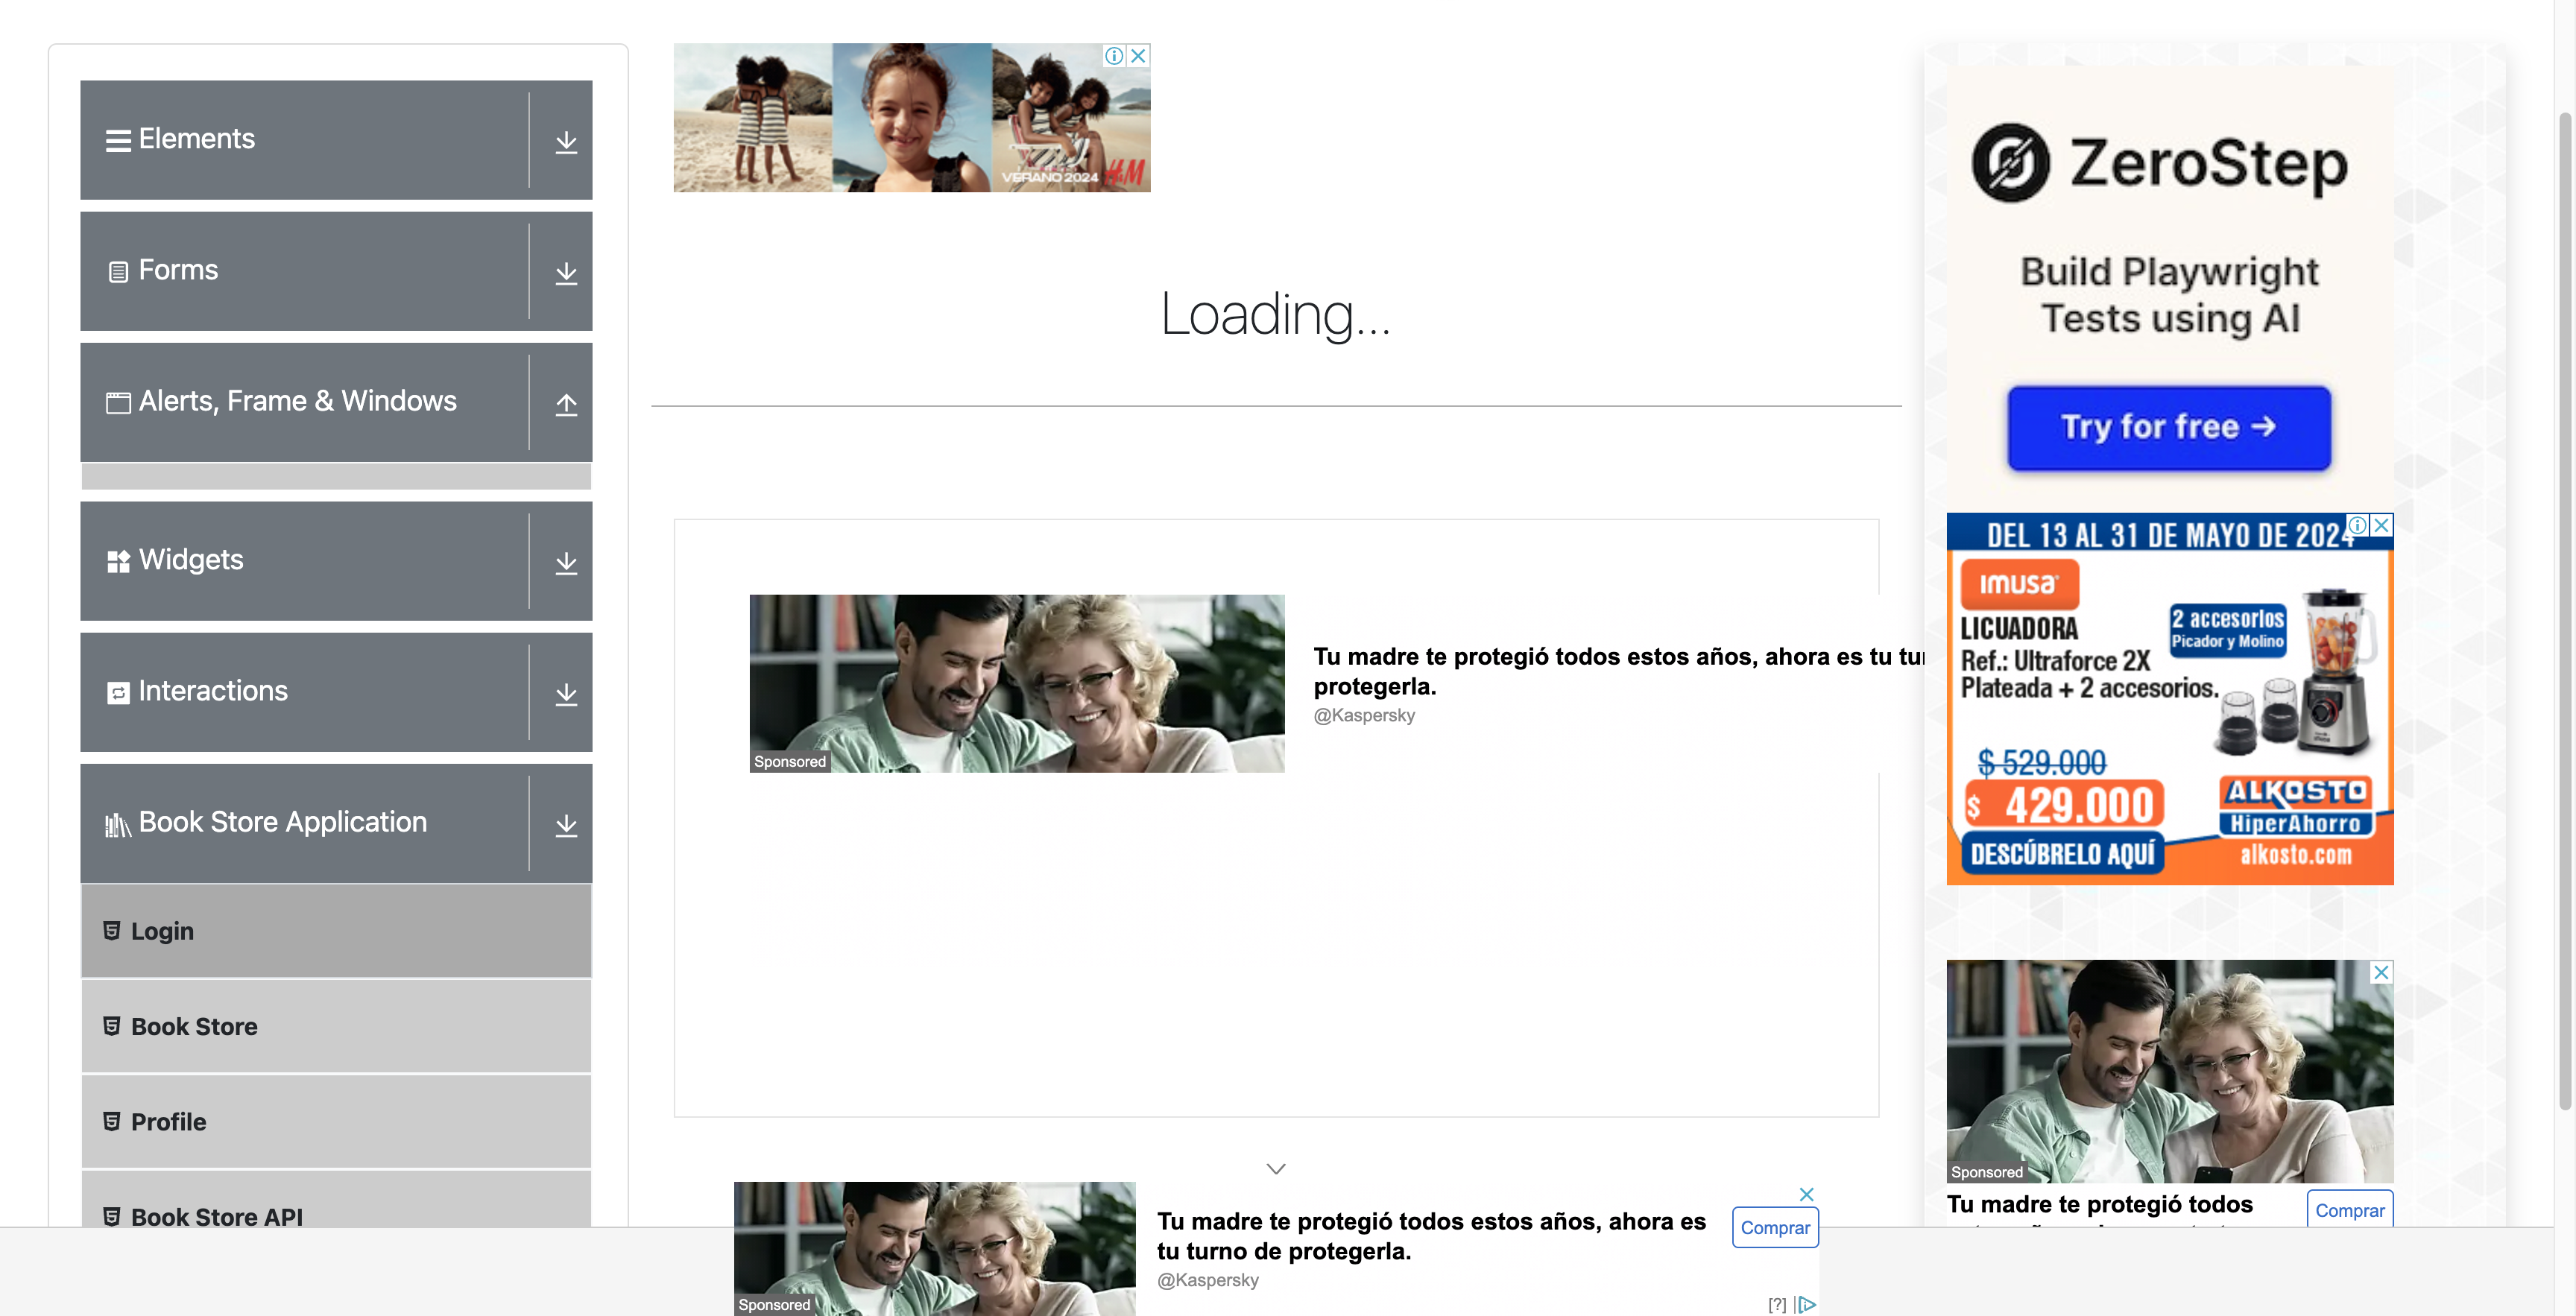 Elements
Forms
Alerts, Frame & Windows
Widgets
Interactions
Book Store Application
Login
Book Store
Profile
Book Store API
VERANO 2024 H&M
Loading...
Tu madre te protegió todos estos años, ahora es tu
protegerla.
@Kaspersky
Sponsored
Tu madre te protegió todos estos años, ahora es
tu turno de protegerla.
@Kaspersky
Comprar
Sponsored
[?]
ZeroStep
Build Playwright
Tests using AI
Try for free →
DEL 13 AL 31 DE MAYO DE 2024
IMUSA
LICUADORA
Ref.: Ultraforce 2X
Plateada + 2 accesorios.
2 accesorios
Picador y Molino
$ 529.000
$ 429.000
DESCÚBRELO AQUÍ
ALKOSTO
HiperAhorro
alkosto.com
Sponsored
Tu madre te protegió todos
Comprar